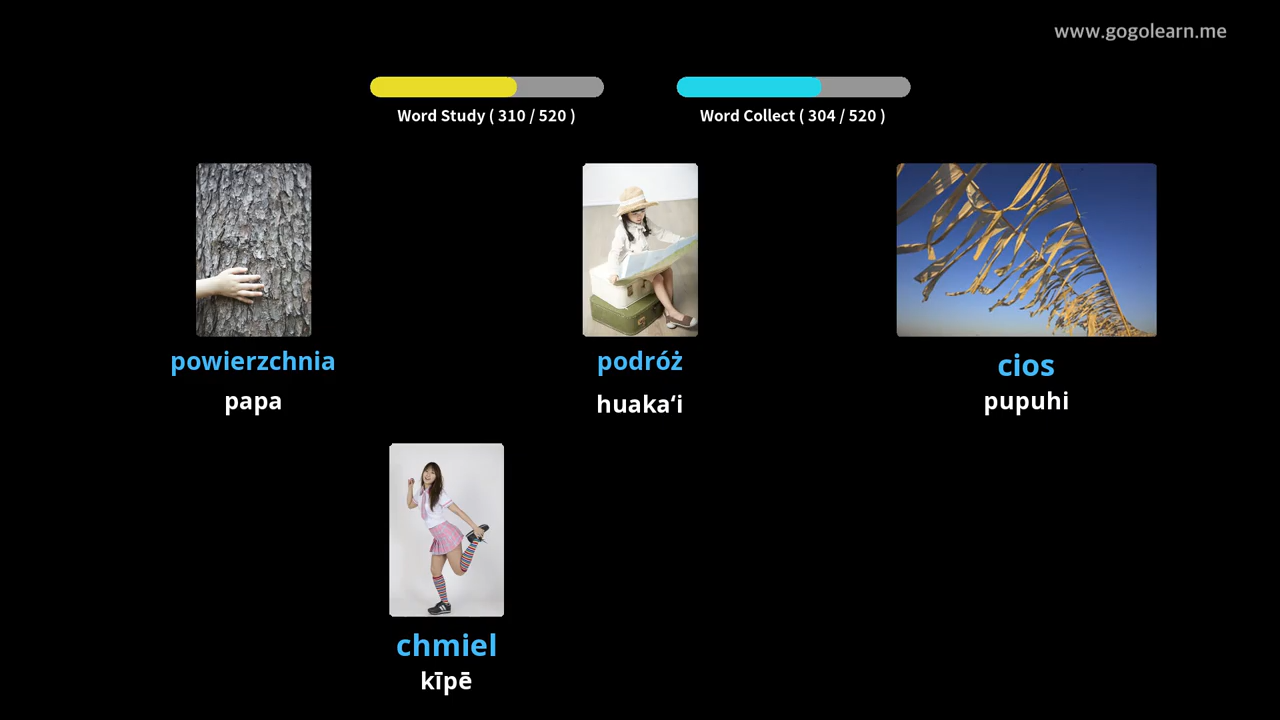 www.gogolearn.me
Word Study ( 310 / 520 )
Word Collect ( 304 / 520 )
powierzchnia
papa
podróż
huakaʻi
cios
pupuhi
chmiel
kīpē